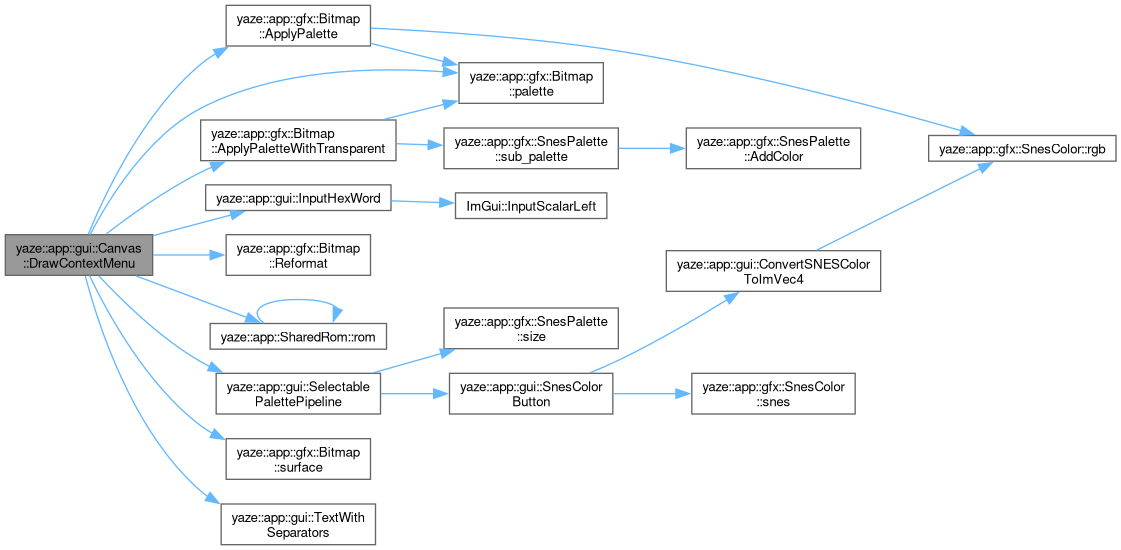 yaze::app::gfx::Bitmap
::ApplyPalette
yaze::app::gfx::Bitmap
::palette
yaze::app::gfx::Bitmap
::ApplyPaletteWithTransparent
yaze::app::gfx::SnesPalette
::sub_palette
yaze::app::gfx::SnesPalette
::AddColor
yaze::app::gfx::SnesColor::rgb
yaze::app::gui::InputHexWord
ImGui::InputScalarLeft
yaze::app::gui::Canvas
::DrawContextMenu
yaze::app::gfx::Bitmap
::Reformat
yaze::app::gui::ConvertSNESColor
ToImVec4
yaze::app::SharedRom::rom
yaze::app::gfx::SnesPalette
::size
yaze::app::gui::Selectable
PalettePipeline
yaze::app::gui::SnesColor
Button
yaze::app::gfx::SnesColor
::snes
yaze::app::gfx::Bitmap
::surface
yaze::app::gui::TextWith
Separators